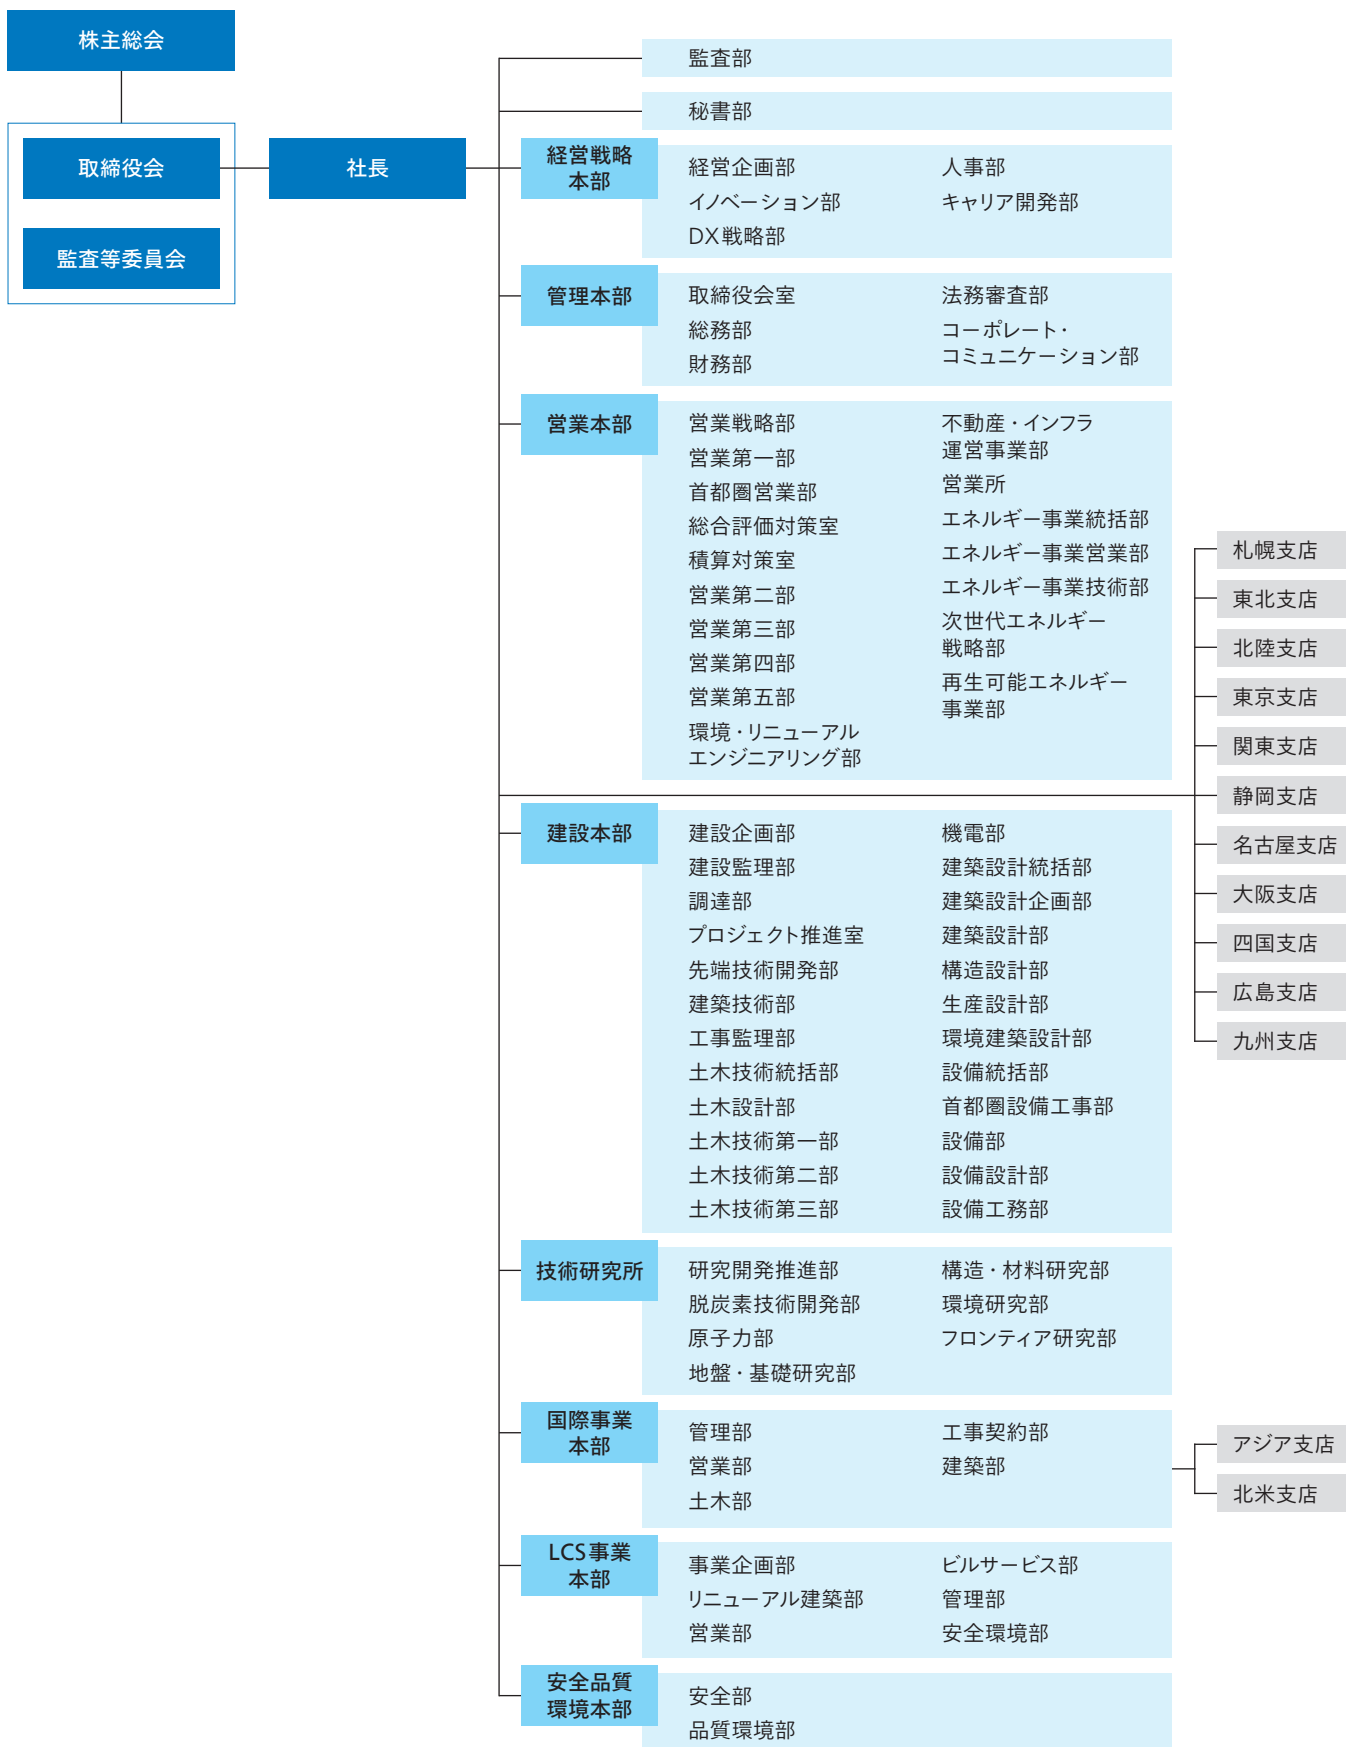 株主総会
取締役会
監査等委員会
社長
監査部
秘書部
経営戦略
本部
経営企画部
イノベーション部
DX戦略部
人事部
キャリア開発部
管理本部
取締役会室
総務部
財務部
法務審査部
コーポレート・
コミュニケーション部
営業本部
営業戦略部
営業第一部
首都圏営業部
総合評価対策室
積算対策室
営業第二部
営業第三部
営業第四部
営業第五部
環境・リニューアル
エンジニアリング部
不動産・インフラ
運営事業部
営業所
エネルギー事業統括部
エネルギー事業営業部
エネルギー事業技術部
次世代エネルギー
戦略部
再生可能エネルギー
事業部
札幌支店
東北支店
北陸支店
東京支店
関東支店
静岡支店
名古屋支店
大阪支店
四国支店
広島支店
九州支店
建設本部
建設企画部
建設監理部
調達部
プロジェクト推進室
先端技術開発部
建築技術部
工事監理部
土木技術統括部
土木設計部
土木技術第一部
土木技術第二部
土木技術第三部
機電部
建築設計統括部
建築設計企画部
建築設計部
構造設計部
生産設計部
環境建築設計部
設備統括部
首都圏設備工事部
設備部
設備設計部
設備工務部
技術研究所
研究開発推進部
脱炭素技術開発部
原子力部
地盤・基礎研究部
構造・材料研究部
環境研究部
フロンティア研究部
国際事業
本部
管理部
営業部
土木部
工事契約部
建築部
アジア支店
北米支店
LCS事業
本部
事業企画部
リニューアル建築部
営業部
ビルサービス部
管理部
安全環境部
安全品質
環境本部
安全部
品質環境部